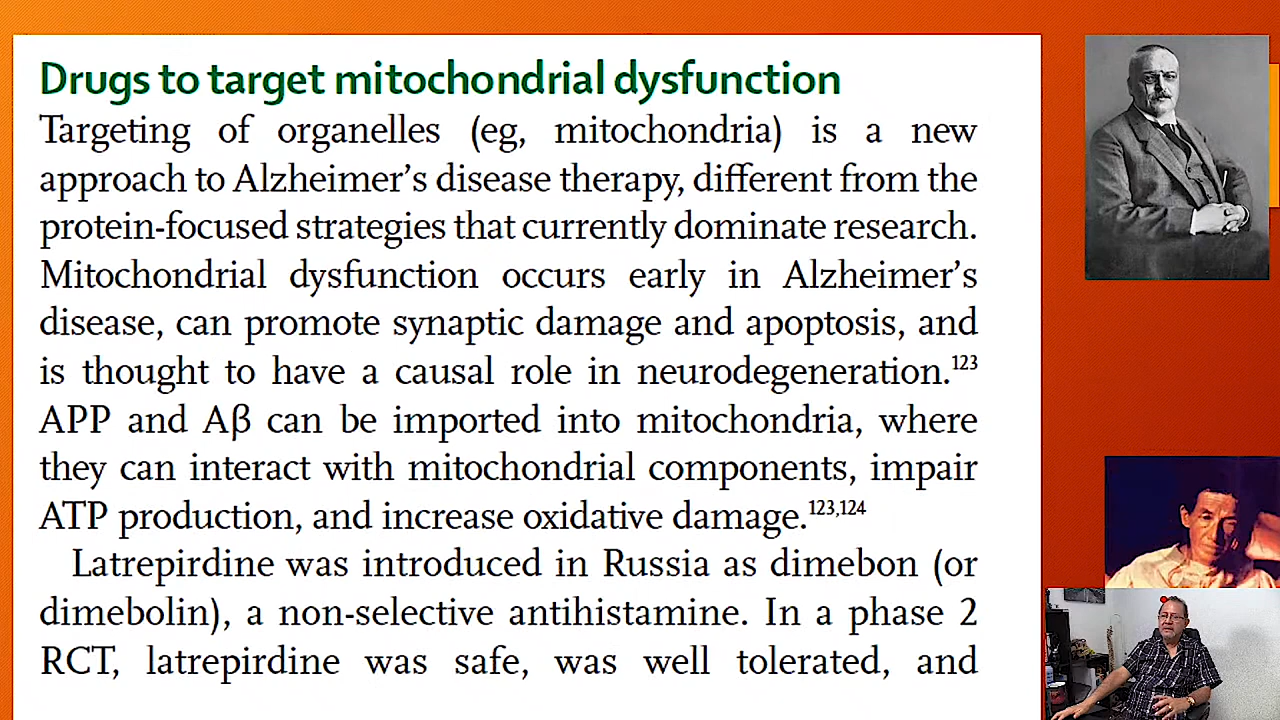 Drugs to target mitochondrial dysfunction
Targeting of organelles (eg, mitochondria) is a new
approach to Alzheimer’s disease therapy, different from the
protein-focused strategies that currently dominate research.
Mitochondrial dysfunction occurs early in Alzheimer’s
disease, can promote synaptic damage and apoptosis, and
is thought to have a causal role in neurodegeneration.¹²³
APP and Aβ can be imported into mitochondria, where
they can interact with mitochondrial components, impair
ATP production, and increase oxidative damage.¹²³,¹²⁴
Latrepirdine was introduced in Russia as dimebon (or
dimebolin), a non-selective antihistamine. In a phase 2
RCT, latrepirdine was safe, was well tolerated, and